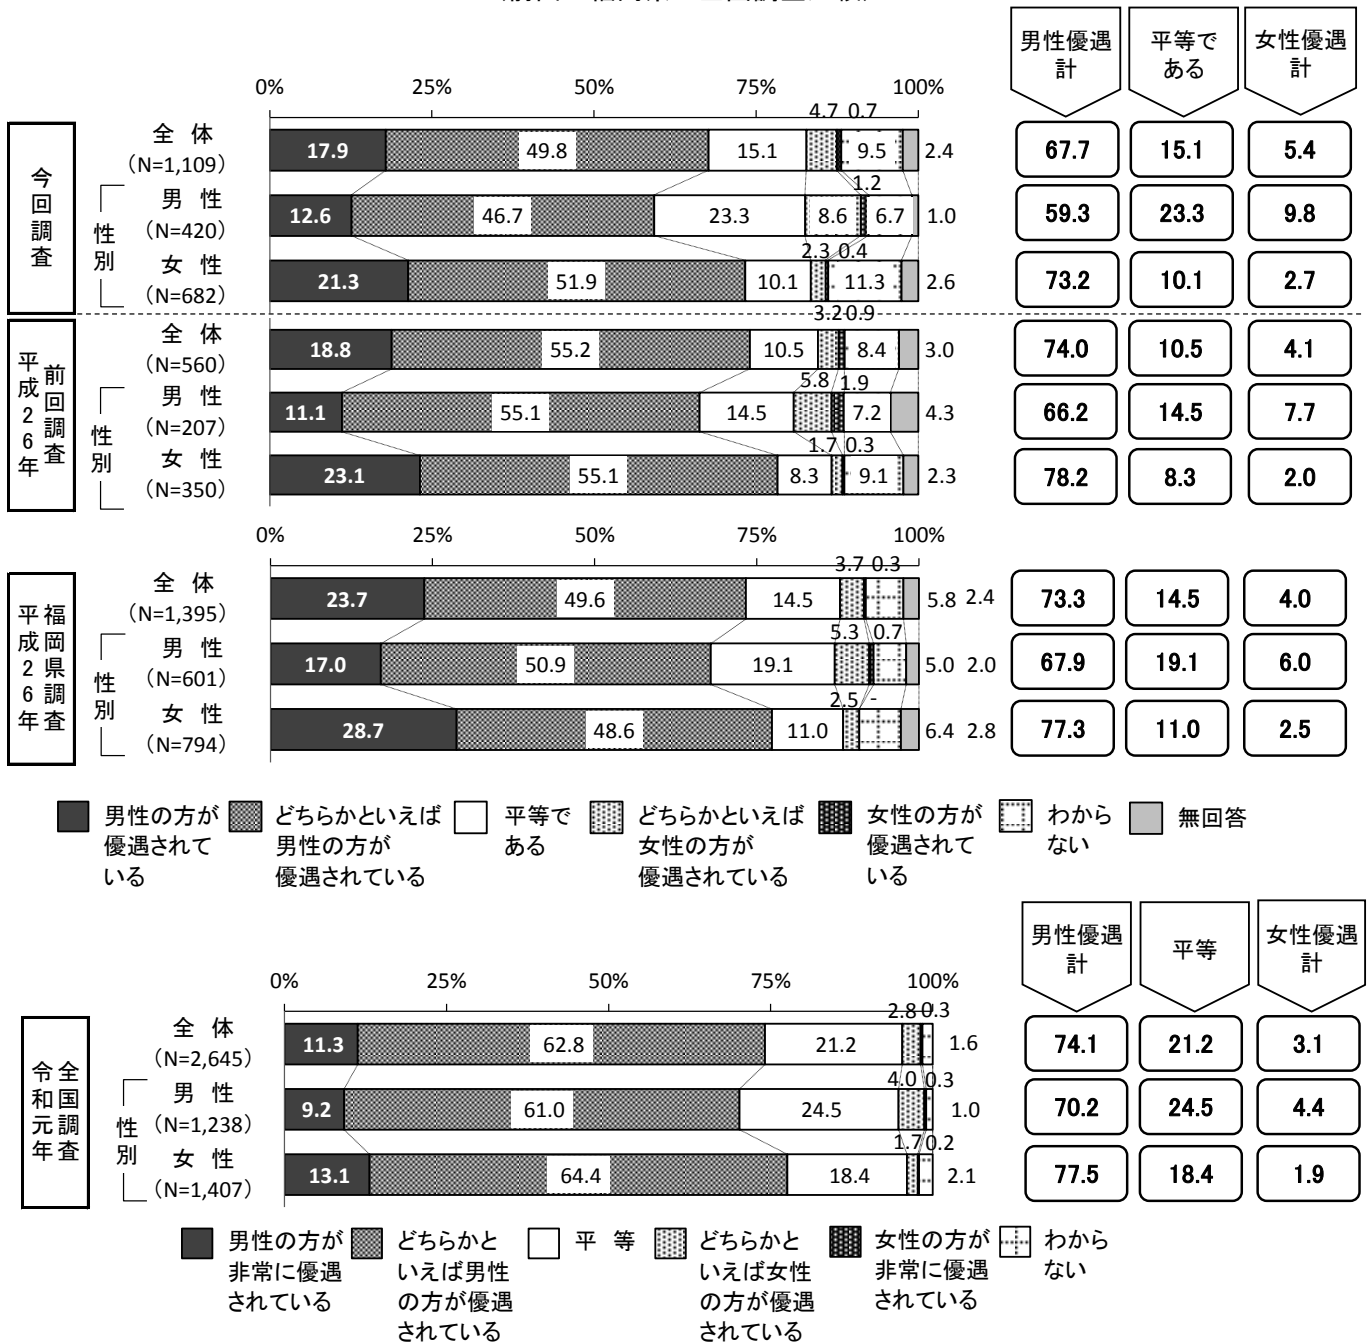 男性優遇計 平等である 女性優遇計
0% 25% 50% 75% 100%
今回調査
性別
4.7 0.7
全 体 (N=1,109) 17.9 49.8 15.1 9.5 2.4 67.7 15.1 5.4
1.2
男 性 (N=420) 12.6 46.7 23.3 8.6 6.7 1.0 59.3 23.3 9.8
2.3 0.4
女 性 (N=682) 21.3 51.9 10.1 11.3 2.6 73.2 10.1 2.7
前回調査
平成26年
性別
3.2 0.9
全 体 (N=560) 18.8 55.2 10.5 8.4 3.0 74.0 10.5 4.1
5.8 1.9
男 性 (N=207) 11.1 55.1 14.5 7.2 4.3 66.2 14.5 7.7
1.7 0.3
女 性 (N=350) 23.1 55.1 8.3 9.1 2.3 78.2 8.3 2.0
0% 25% 50% 75% 100%
福岡県調査
平成26年
性別
3.7 0.3
全 体 (N=1,395) 23.7 49.6 14.5 5.8 2.4 73.3 14.5 4.0
5.3 0.7
男 性 (N=601) 17.0 50.9 19.1 5.0 2.0 67.9 19.1 6.0
2.5 -
女 性 (N=794) 28.7 48.6 11.0 6.4 2.8 77.3 11.0 2.5
男性の方が優遇されている
どちらかといえば男性の方が優遇されている
平等である
どちらかといえば女性の方が優遇されている
女性の方が優遇されている
わからない
無回答
男性優遇計 平等 女性優遇計
0% 25% 50% 75% 100%
全国調査
令和元年
性別
2.8 0.3
全 体 (N=2,645) 11.3 62.8 21.2 1.6 74.1 21.2 3.1
4.0 0.3
男 性 (N=1,238) 9.2 61.0 24.5 1.0 70.2 24.5 4.4
1.7 0.2
女 性 (N=1,407) 13.1 64.4 18.4 2.1 77.5 18.4 1.9
男性の方が非常に優遇されている
どちらかといえば男性の方が優遇されている
平 等
どちらかといえば女性の方が優遇されている
女性の方が非常に優遇されている
わからない